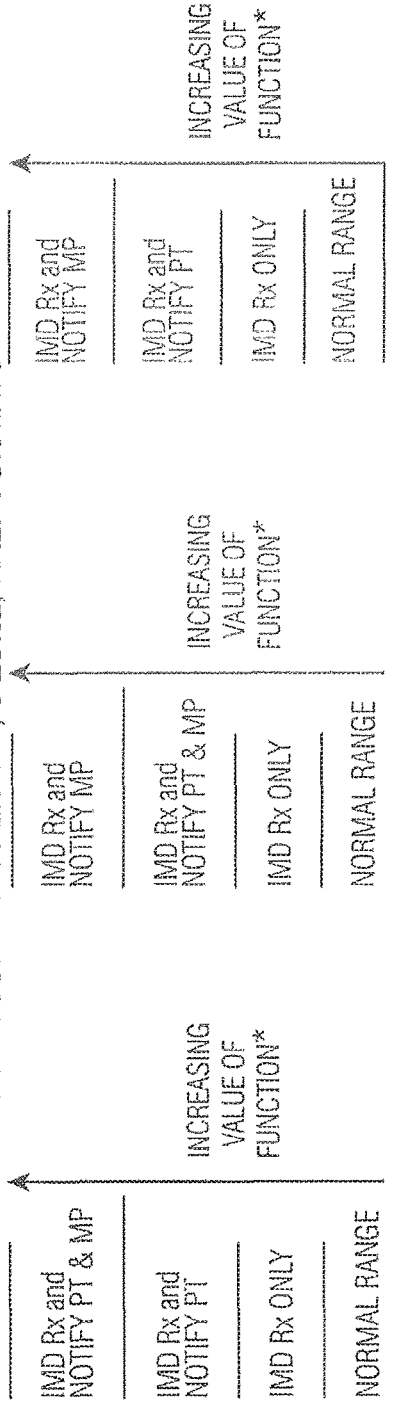 IMD Rx and
NOTIFY PT & MP
IMD Rx and
NOTIFY PT
IMD Rx ONLY
NORMAL RANGE
INCREASING
VALUE OF
FUNCTION*
IMD Rx and
NOTIFY MP
IMD Rx and
NOTIFY PT & MP
IMD Rx ONLY
NORMAL RANGE
INCREASING
VALUE OF
FUNCTION*
IMD Rx and
NOTIFY MP
IMD Rx and
NOTIFY PT
IMD Rx ONLY
NORMAL RANGE
INCREASING
VALUE OF
FUNCTION*